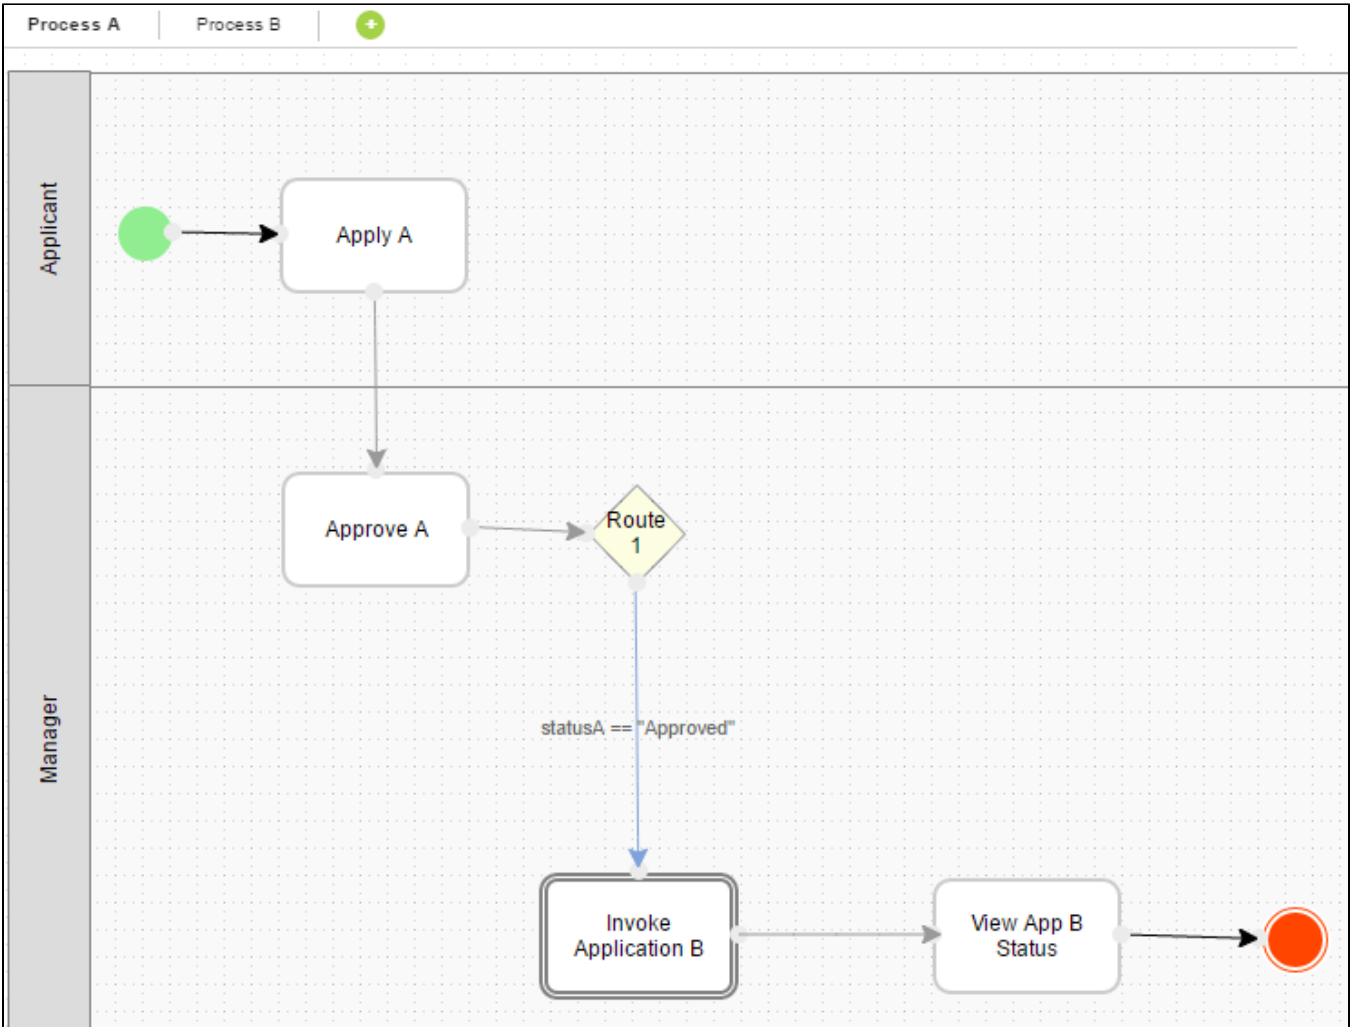 Process A
Process B
+
Applicant
Apply A
Manager
Approve A
Route
1
statusA == "Approved"
Invoke
Application B
View App B
Status